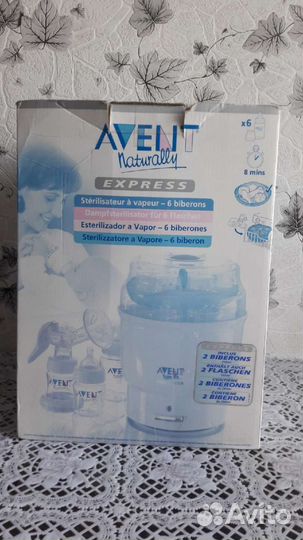 AVENT
naturally
EXPRESS
x6
8 mins
Stérilisateur à vapeur – 6 biberons
Dampfsterilisator für 6 Flaschen
Esterilizador a Vapor – 6 biberones
Sterilizzatore a Vapore – 6 biberon
INCLUS
2 BIBERONS
ENTHÄLT AUCH
2 FLASCHEN
CONTIENE
2 BIBERONES
CONTIENE
2 BIBERON
AVENT
AVENT
AVENT
AVENT
Avito